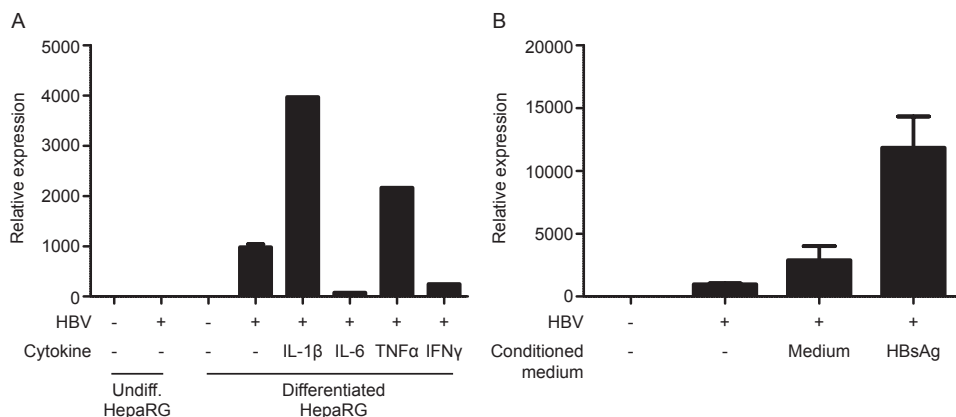 A
Relative expression
5000
4000
3000
2000
1000
0
HBV - + - + + + + +
Cytokine - - - - IL-1β IL-6 TNFα IFNγ
Undiff. Differentiated
HepaRG HepaRG
B
Relative expression
20000
15000
10000
5000
0
HBV - + + +
Conditioned - - Medium HBsAg
medium